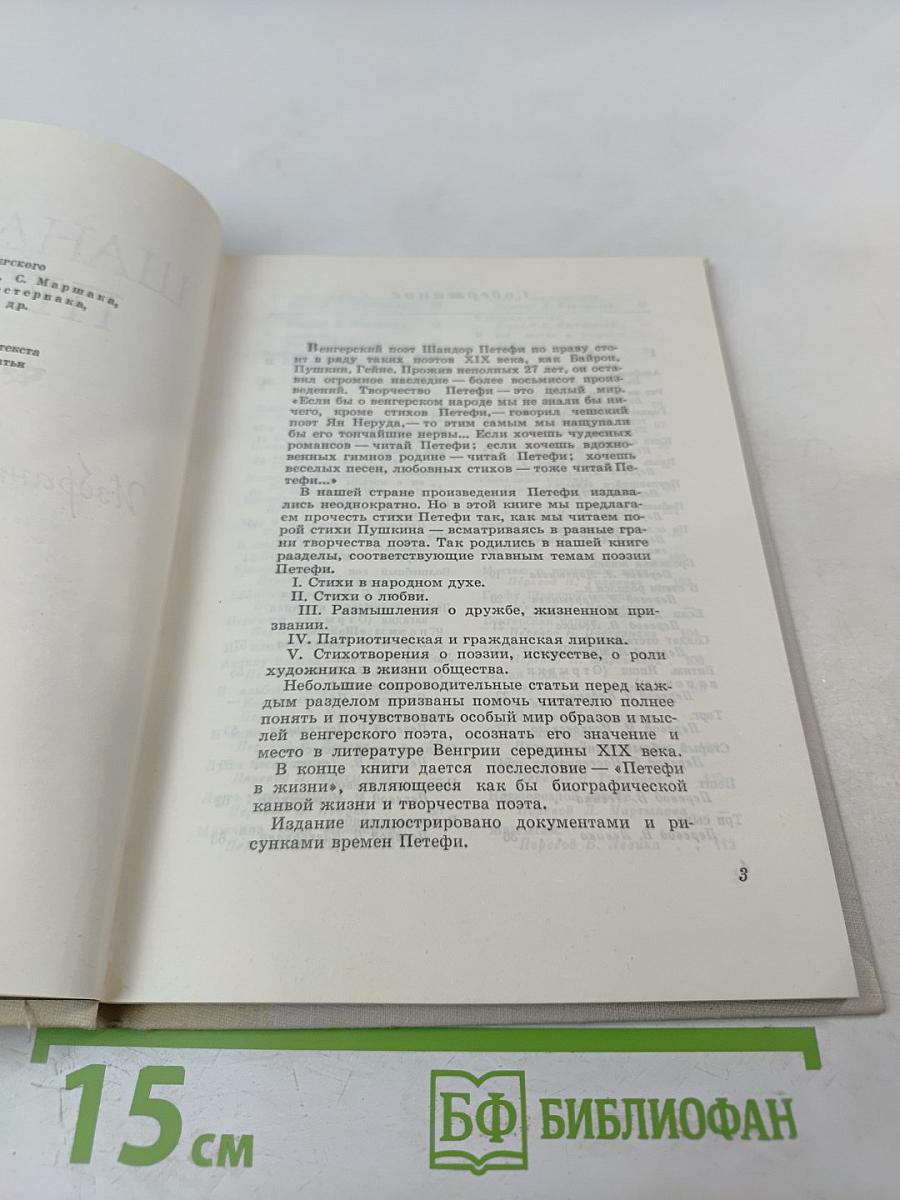 ерского
С. Маршака,
стернака,
др.
текста
атьи
Избранн
Венгерский поэт Шандор Петефи по праву сто-
ит в ряду таких поэтов XIX века, как Байрон,
Пушкин, Гейне. Прожив неполных 27 лет, он оста-
вил огромное наследие — более восьмисот произ-
ведений. Творчество Петефи — это целый мир.
«Если бы о венгерском народе мы не знали бы ни-
чего, кроме стихов Петефи,— говорил чешский
поэт Ян Неруда,— то этим самым мы нащупали
бы его тончайшие нервы... Если хочешь чудесных
романсов — читай Петефи; если хочешь вдохно-
венных гимнов родине — читай Петефи; хочешь
веселых песен, любовных стихов — тоже читай Пе-
тефи...»
В нашей стране произведения Петефи издава-
лись неоднократно. Но в этой книге мы предлага-
ем прочесть стихи Петефи так, как мы читаем по-
рой стихи Пушкина — всматриваясь в разные гра-
ни творчества поэта. Так родились в нашей книге
разделы, соответствующие главным темам поэзии
Петефи.
I. Стихи в народном духе.
II. Стихи о любви.
III. Размышления о дружбе, жизненном при-
звании.
IV. Патриотическая и гражданская лирика.
V. Стихотворения о поэзии, искусстве, о роли
художника в жизни общества.
Небольшие сопроводительные статьи перед каж-
дым разделом призваны помочь читателю полнее
понять и почувствовать особый мир образов и мыс-
лей венгерского поэта, осознать его значение и
место в литературе Венгрии середины XIX века.
В конце книги дается послесловие — «Петефи
в жизни», являющееся как бы биографической
канвой жизни и творчества поэта.
Издание иллюстрировано документами и ри-
сунками времен Петефи.
3
15 см
БФ БИБЛИОФАН